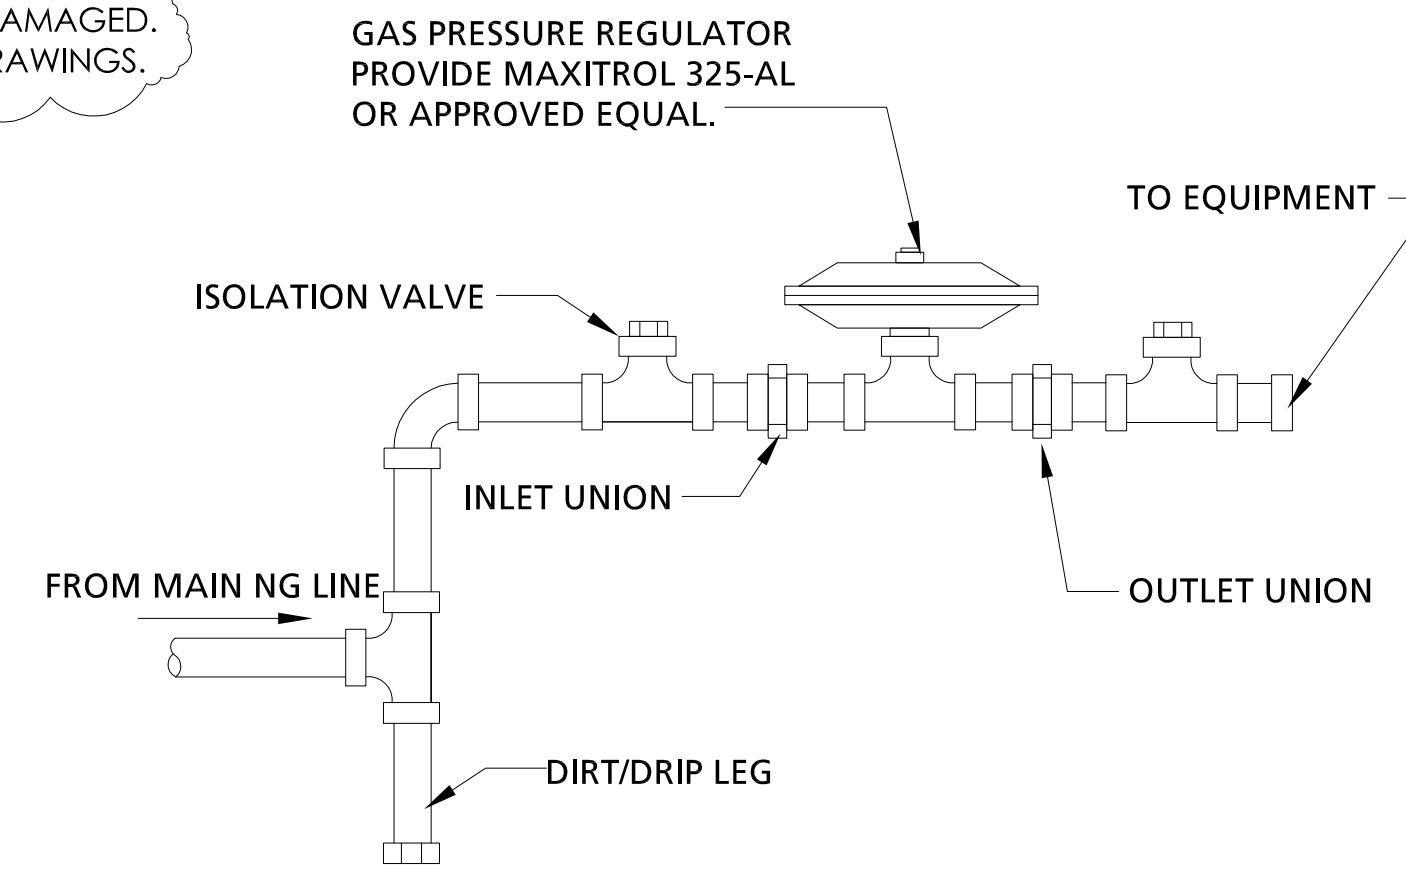 AMAGED.
RAWINGS.
GAS PRESSURE REGULATOR
PROVIDE MAXITROL 325-AL
OR APPROVED EQUAL.
TO EQUIPMENT
ISOLATION VALVE
INLET UNION
FROM MAIN NG LINE
OUTLET UNION
DIRT/DRIP LEG